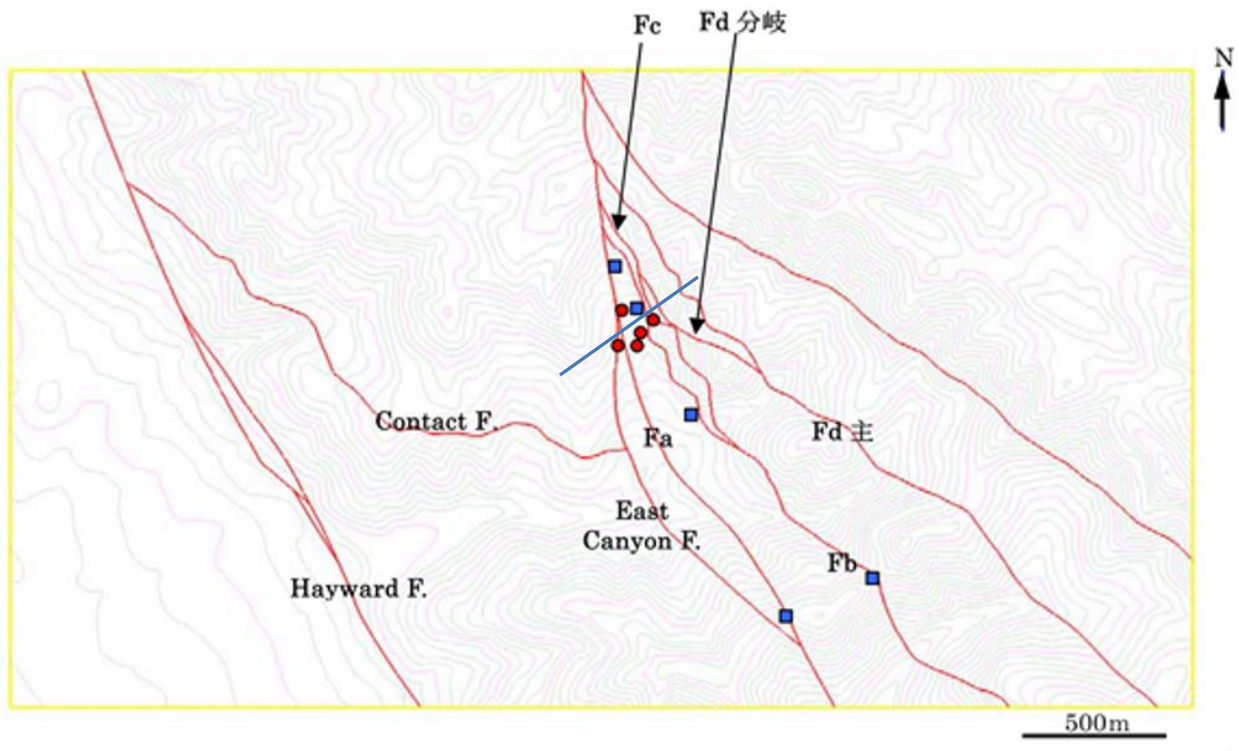 Fc
Fd 分岐
N
Contact F.
Fa
Fd 主
East
Canyon F.
Fb
Hayward F.
500m